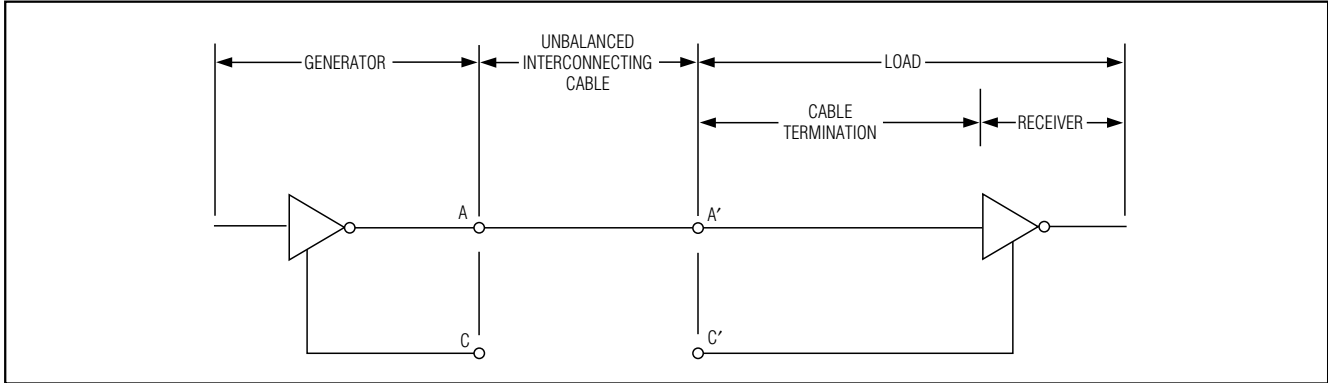 GENERATOR
UNBALANCED
INTERCONNECTING
CABLE
LOAD
CABLE
TERMINATION
RECEIVER
A
A′
C
C′